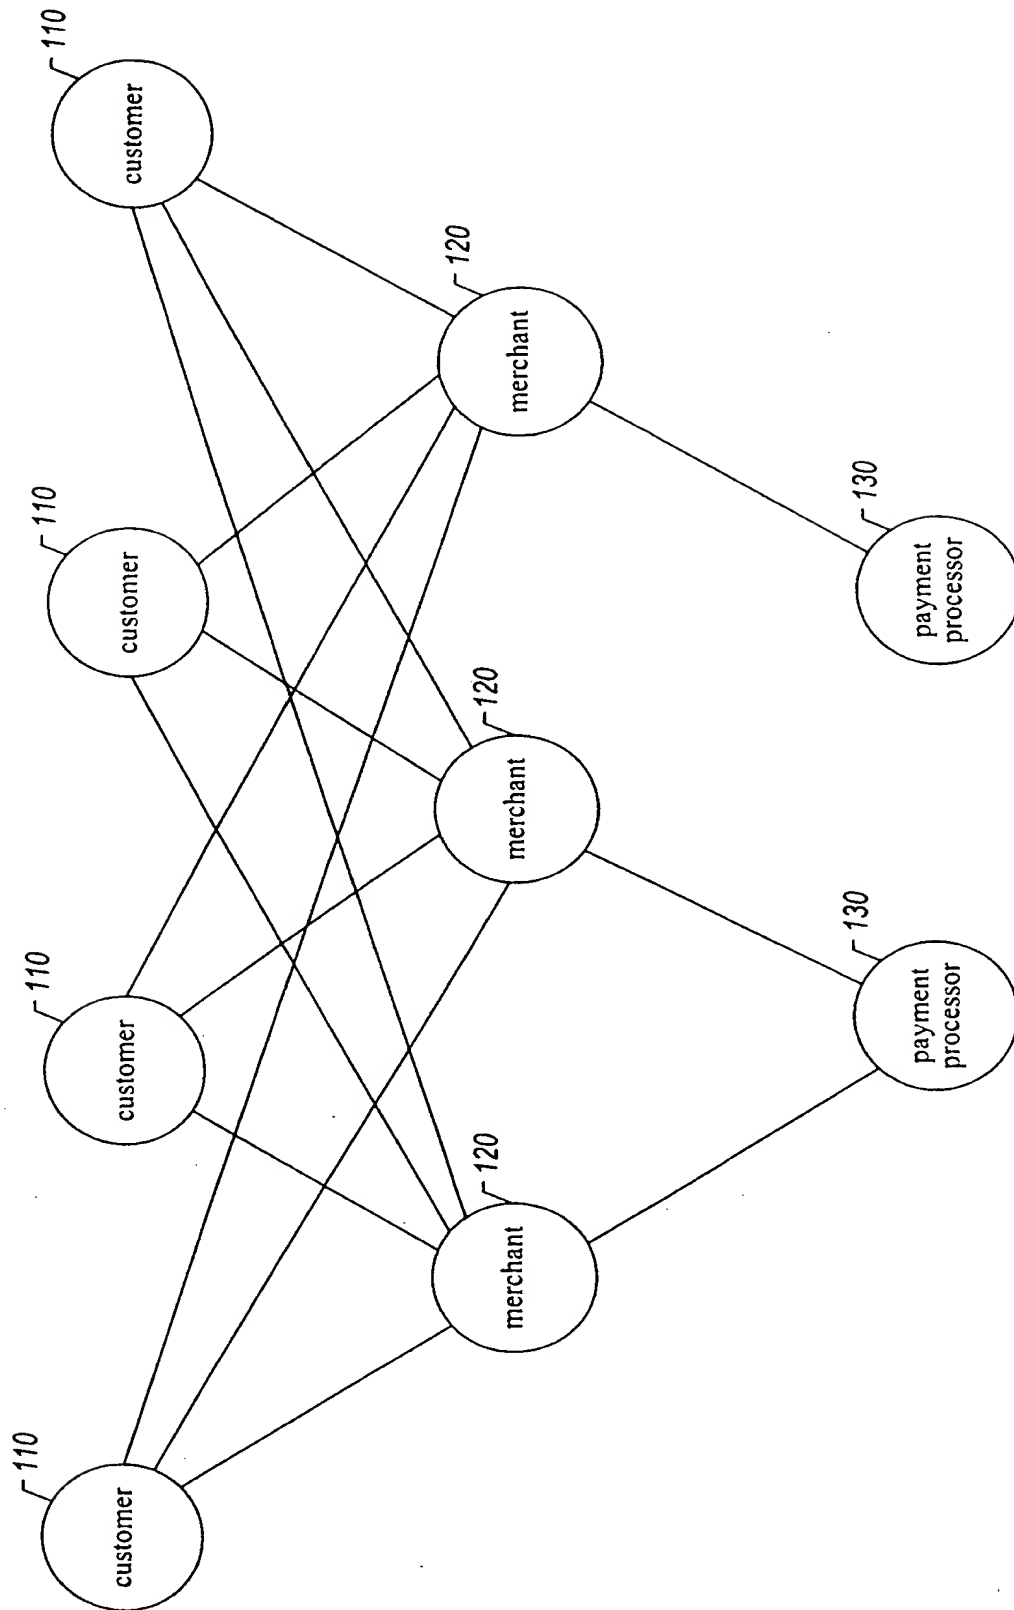 110
110
110
110
customer
customer
customer
customer
120
120
120
merchant
merchant
merchant
130
130
payment
processor
payment
processor